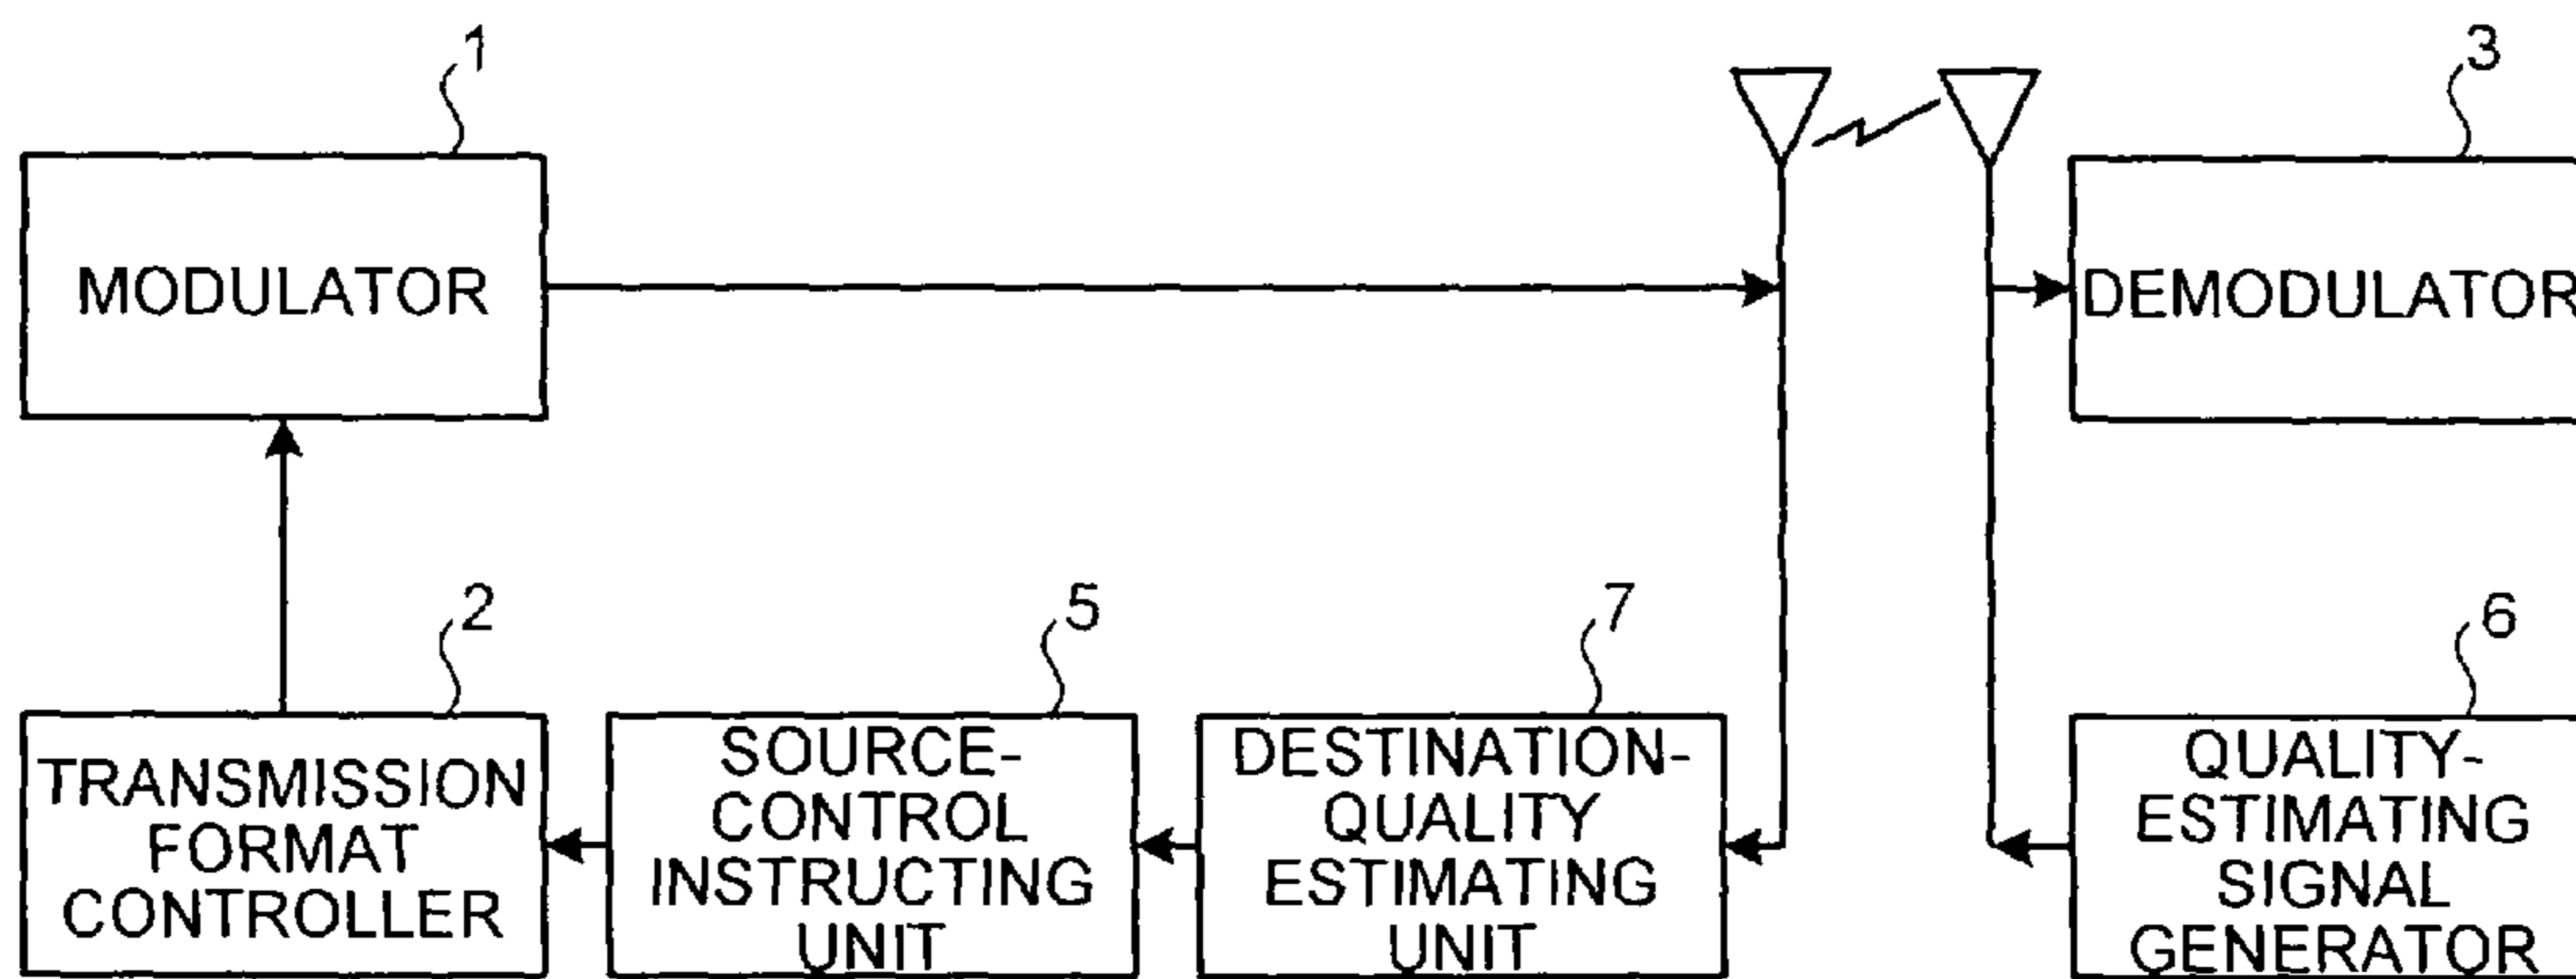 1
3
MODULATOR
DEMODULATOR
2
5
7
6
TRANSMISSION
FORMAT
CONTROLLER
SOURCE-
CONTROL
INSTRUCTING
UNIT
DESTINATION-
QUALITY
ESTIMATING
UNIT
QUALITY-
ESTIMATING
SIGNAL
GENERATOR